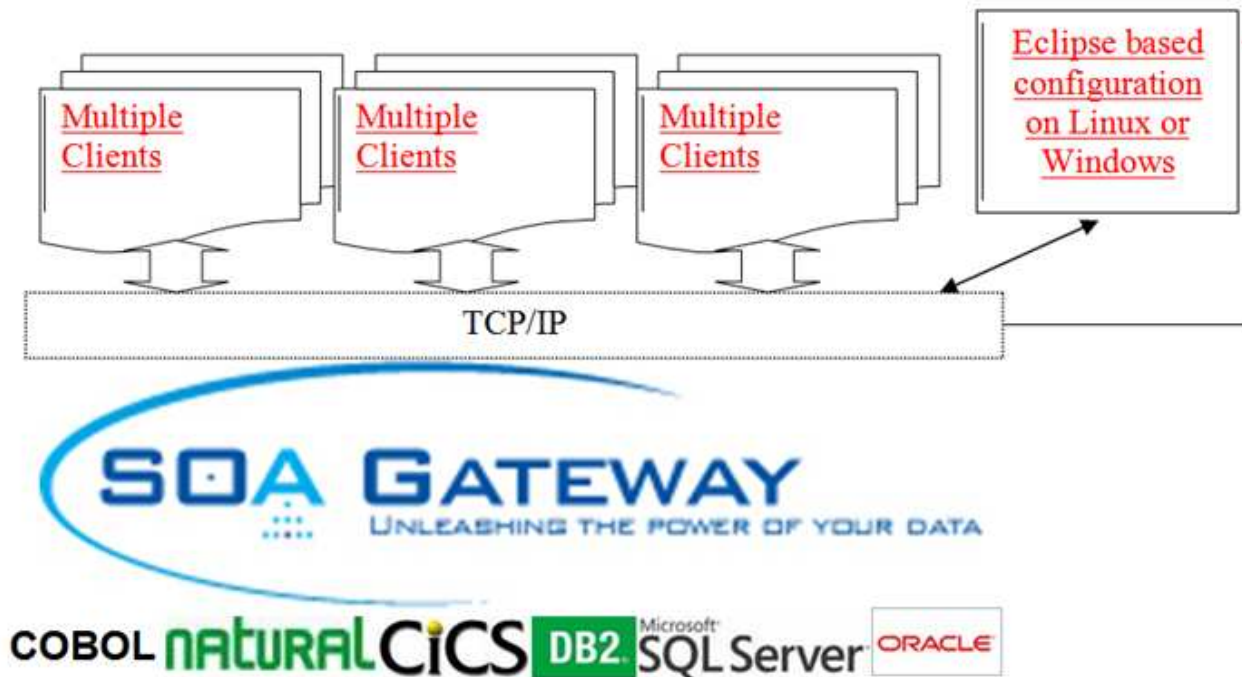 Multiple
Clients
Multiple
Clients
Multiple
Clients
Eclipse based
configuration
on Linux or
Windows
TCP/IP
SOA GATEWAY
UNLEASHING THE POWER OF YOUR DATA
COBOL naturaL CiCS DB2. Microsoft SQL Server ORACLE